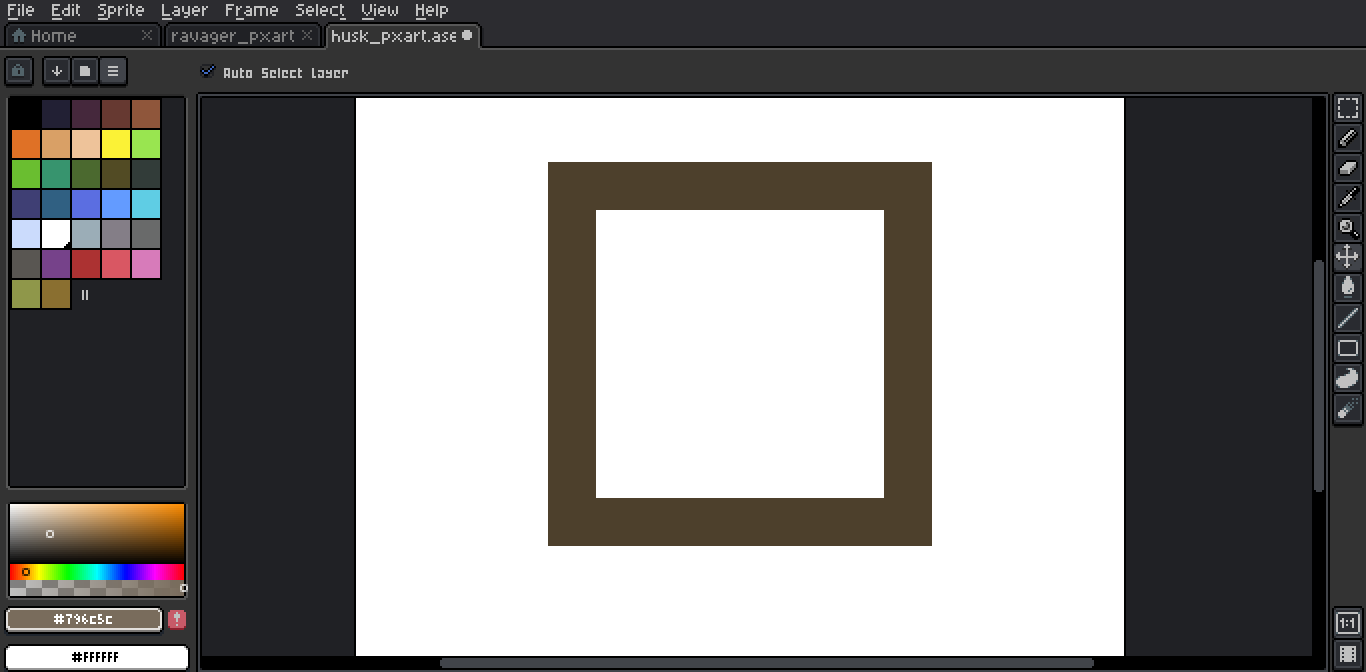 File Edit Sprite Layer Frame Select View Help
Home ravager_pxart husk_pxart.ase
Auto Select Layer
#796c5c
#FFFFFF
1:1